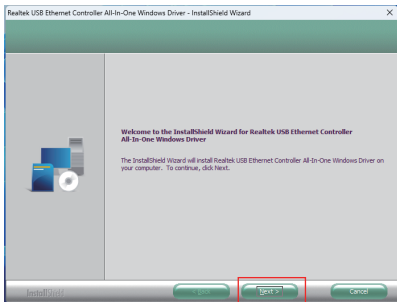 Realtek USB Ethernet Controller All-In-One Windows Driver - InstallShield Wizard
Welcome to the InstallShield Wizard for Realtek USB Ethernet Controller
All-In-One Windows Driver
The InstallShield Wizard will install Realtek USB Ethernet Controller All-In-One Windows Driver on
your computer. To continue, click Next.
InstallShield
< Back Next > Cancel